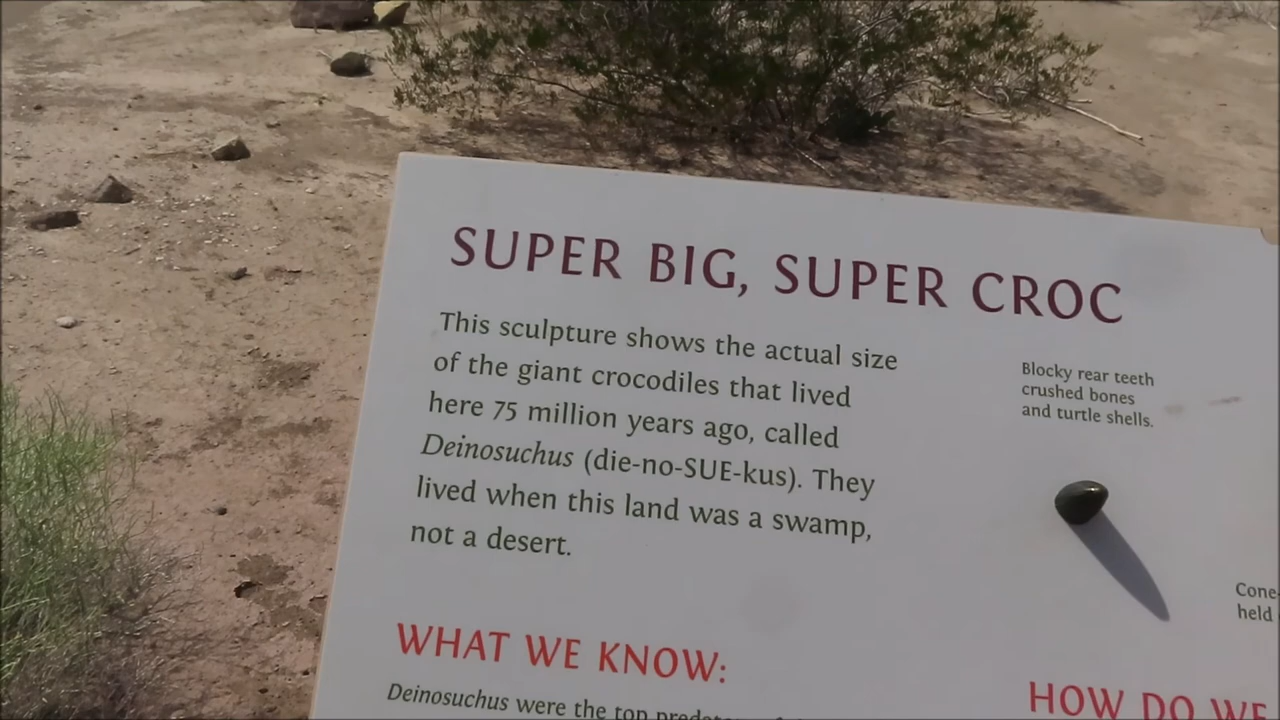 SUPER BIG, SUPER CROC
This sculpture shows the actual size
of the giant crocodiles that lived
here 75 million years ago, called
Deinosuchus (die-no-SUE-kus). They
lived when this land was a swamp,
not a desert.
Blocky rear teeth
crushed bones
and turtle shells.
Cone-
held
WHAT WE KNOW:
Deinosuchus were the top
HOW DO WE